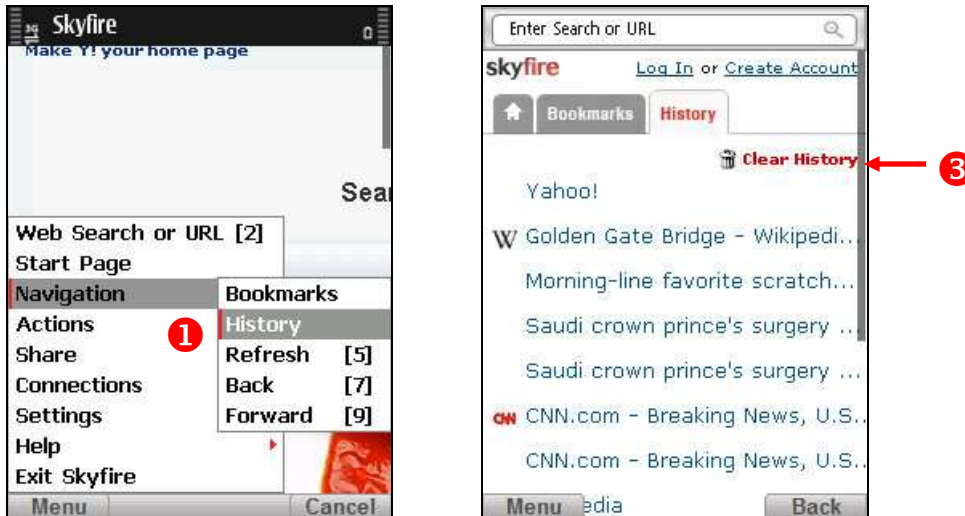 Skyfire
3G
Make Y! your home page
Sear
Web Search or URL [2]
Start Page
Navigation
Actions
Share
Connections
Settings
Help
Exit Skyfire
Bookmarks
History
Refresh [5]
Back [7]
Forward [9]
1
Menu Cancel
Enter Search or URL
skyfire Log In or Create Account
Bookmarks History
Clear History
3
Yahoo!
W Golden Gate Bridge – Wikipedi...
Morning-line favorite scratch...
Saudi crown prince's surgery ...
Saudi crown prince's surgery ...
CNN CNN.com – Breaking News, U.S..
CNN.com – Breaking News, U.S..
Menu pedia Back